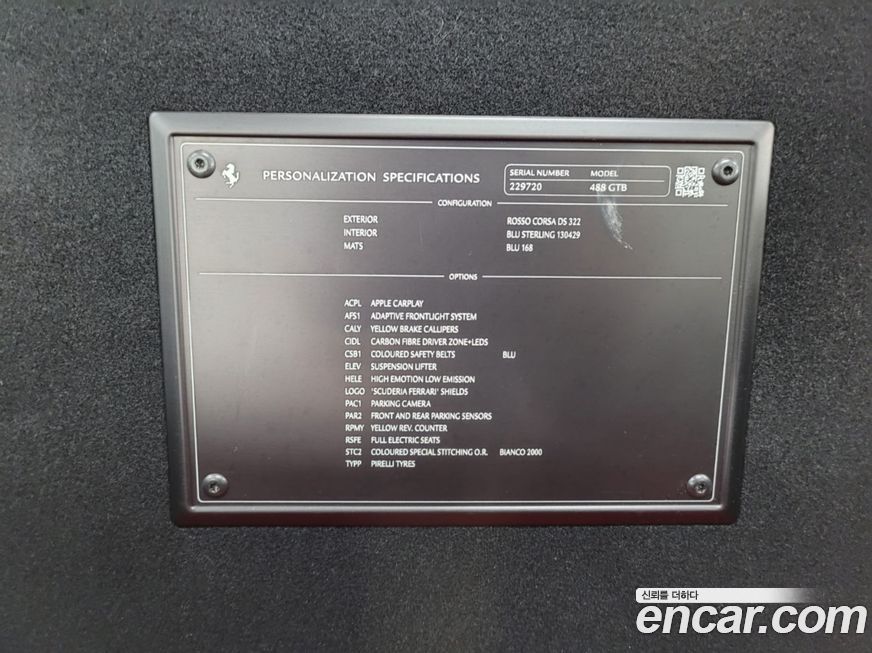 PERSONALIZATION SPECIFICATIONS
SERIAL NUMBER MODEL
229720 488 GTB
CONFIGURATION
EXTERIOR ROSSO CORSA DS 322
INTERIOR BLU STERLING 130429
MATS BLU 168
OPTIONS
ACPL APPLE CARPLAY
AFS1 ADAPTIVE FRONTLIGHT SYSTEM
CALY YELLOW BRAKE CALLIPERS
CIDL CARBON FIBRE DRIVER ZONE+LEDS
CSB1 COLOURED SAFETY BELTS BLU
ELEV SUSPENSION LIFTER
HELE HIGH EMOTION LOW EMISSION
LOGO 'SCUDERIA FERRARI' SHIELDS
PAC1 PARKING CAMERA
PAR2 FRONT AND REAR PARKING SENSORS
RPMY YELLOW REV. COUNTER
RSFE FULL ELECTRIC SEATS
STC2 COLOURED SPECIAL STITCHING O.R. BIANCO 2000
TYPP PIRELLI TYRES
신뢰를 더하다
encar.com